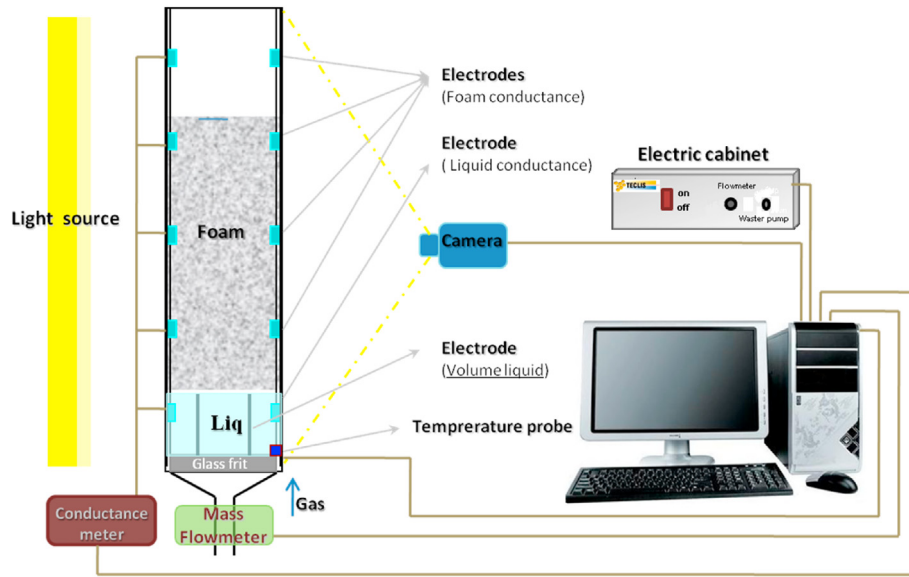 Electrodes
(Foam conductance)
Electrode
( Liquid conductance)
Electric cabinet
TECLIS
on
off
Flowmeter
Waster pump
Light source
Foam
Camera
Electrode
(Volume liquid)
Liq
Temprerature probe
Glass frit
Gas
Conductance
meter
Mass
Flowmeter